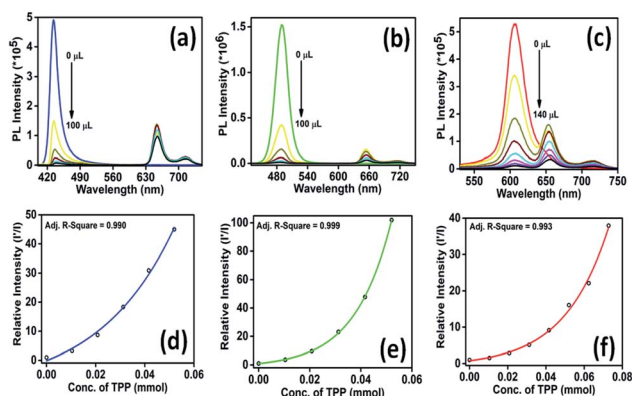 (a)
PL Intensity (*10⁵)
5
4
3
2
1
0
0 µL
100 µL
420 490 560 630 700
Wavelength (nm)
(b)
PL Intensity (*10⁶)
1.5
1.0
0.5
0.0
0 µL
100 µL
480 560 640 720
Wavelength (nm)
(c)
PL Intensity (*10⁵)
5
4
3
2
1
0 µL
140 µL
550 600 650 700 750
Wavelength (nm)
Relative Intensity (I'/I)
50
40
30
20
10
0
Adj. R-Square = 0.990
(d)
0.00 0.02 0.04 0.06
Conc. of TPP (mmol)
Relative Intensity (I'/I)
100
80
60
40
20
0
Adj. R-Square = 0.999
(e)
0.00 0.02 0.04 0.06
Conc. of TPP (mmol)
Relative Intensity (I'/I)
40
30
20
10
0
Adj. R-Square = 0.993
(f)
0.00 0.02 0.04 0.06 0.08
Conc. of TPP (mmol)